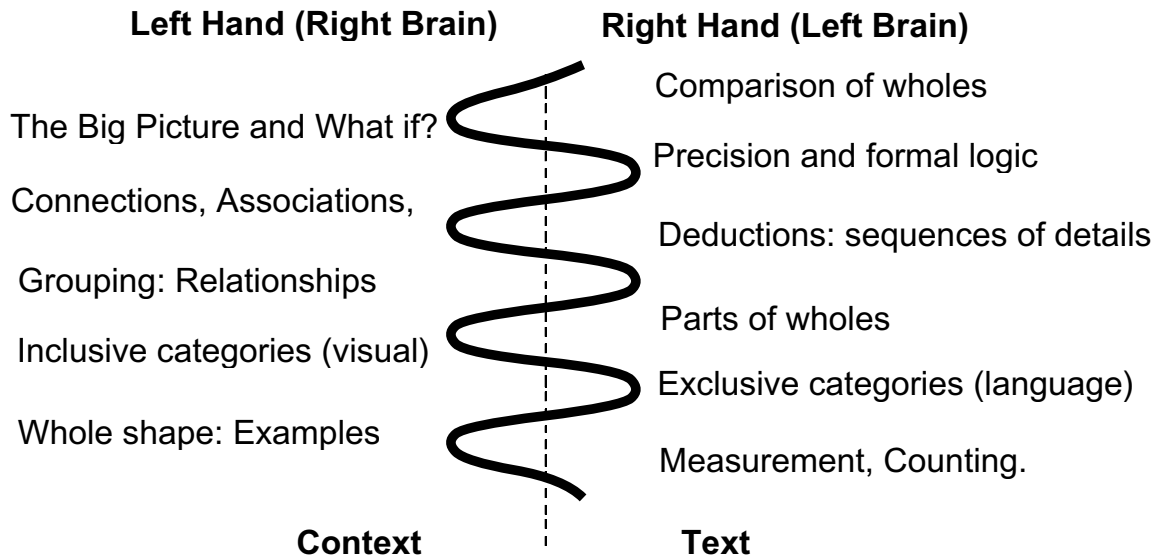 Left Hand (Right Brain)
Right Hand (Left Brain)
Comparison of wholes
The Big Picture and What if?
Precision and formal logic
Connections, Associations,
Deductions: sequences of details
Grouping: Relationships
Parts of wholes
Inclusive categories (visual)
Exclusive categories (language)
Whole shape: Examples
Measurement, Counting.
Context
Text